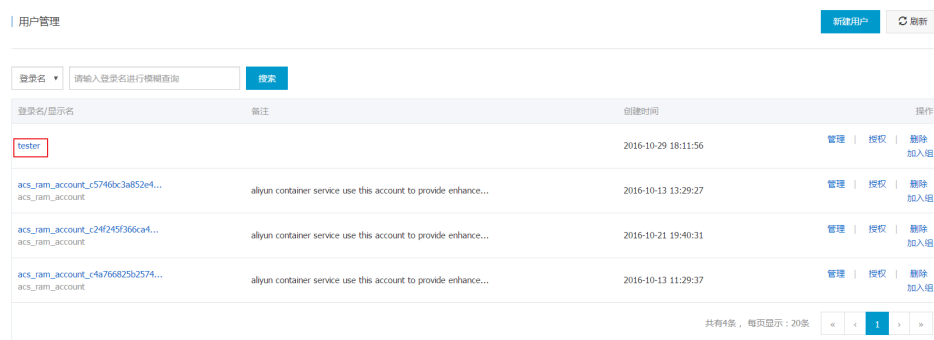 用户管理
新建用户
刷新
登录名 请输入登录名进行模糊查询 搜索
登录名/显示名 备注 创建时间 操作
tester 2016-10-29 18:11:56 管理 | 授权 | 删除
加入组
acs_ram_account_c5746bc3a852e4... aliyun container service use this account to provide enhance... 2016-10-13 13:29:27 管理 | 授权 | 删除
acs_ram_account 加入组
acs_ram_account_c24f245f366ca4... aliyun container service use this account to provide enhance... 2016-10-21 19:40:31 管理 | 授权 | 删除
acs_ram_account 加入组
acs_ram_account_c4a766825b2574... aliyun container service use this account to provide enhance... 2016-10-13 11:29:37 管理 | 授权 | 删除
acs_ram_account 加入组
共有4条，每页显示：20条 « ‹ 1 › »